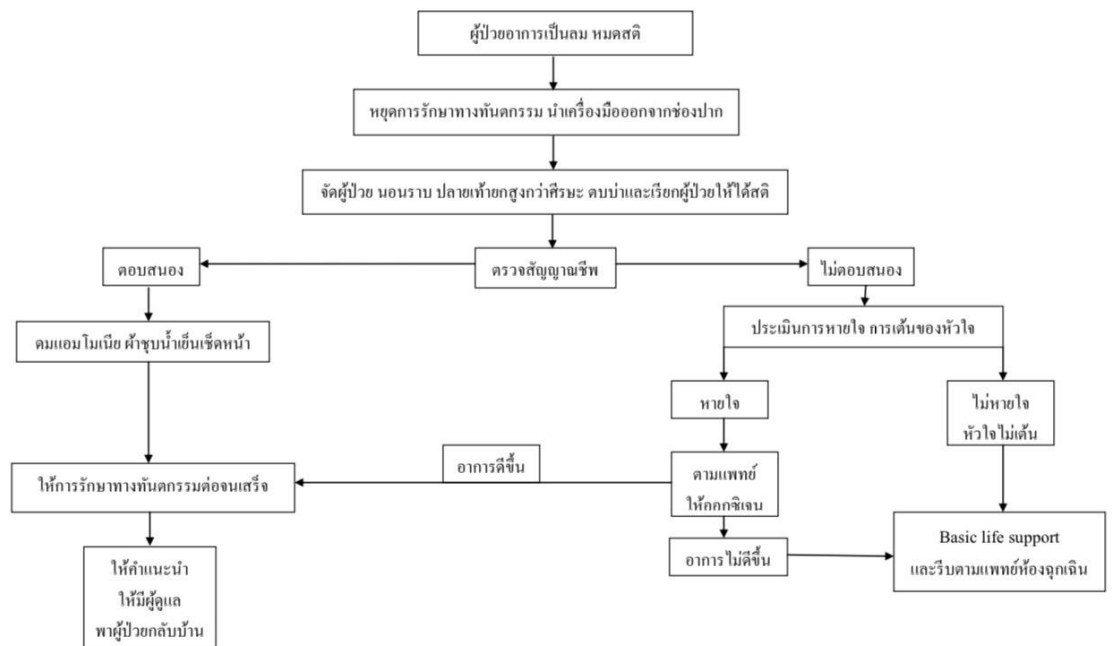 ผู้ป่วยอาการเป็นลม หมดสติ
หยุดการรักษาทางทันตกรรม นำเครื่องมือออกจากช่องปาก
จัดผู้ป่วย นอนราบ ปลายเท้ายกสูงกว่าศีรษะ ตบบ่าและเรียกผู้ป่วยให้ได้สติ
ตอบสนอง
ตรวจสัญญาณชีพ
ไม่ตอบสนอง
ดมแอมโมเนีย ผ้าชุบน้ำเย็นเช็ดหน้า
ประเมินการหายใจ การเต้นของหัวใจ
หายใจ
ไม่หายใจ
หัวใจไม่เต้น
อาการดีขึ้น
ให้การรักษาทางทันตกรรมต่อจนเสร็จ
ตามแพทย์
ให้ออกซิเจน
อาการไม่ดีขึ้น
Basic life support
และรีบตามแพทย์ห้องฉุกเฉิน
ให้คำแนะนำ
ให้มีผู้ดูแล
พาผู้ป่วยกลับบ้าน